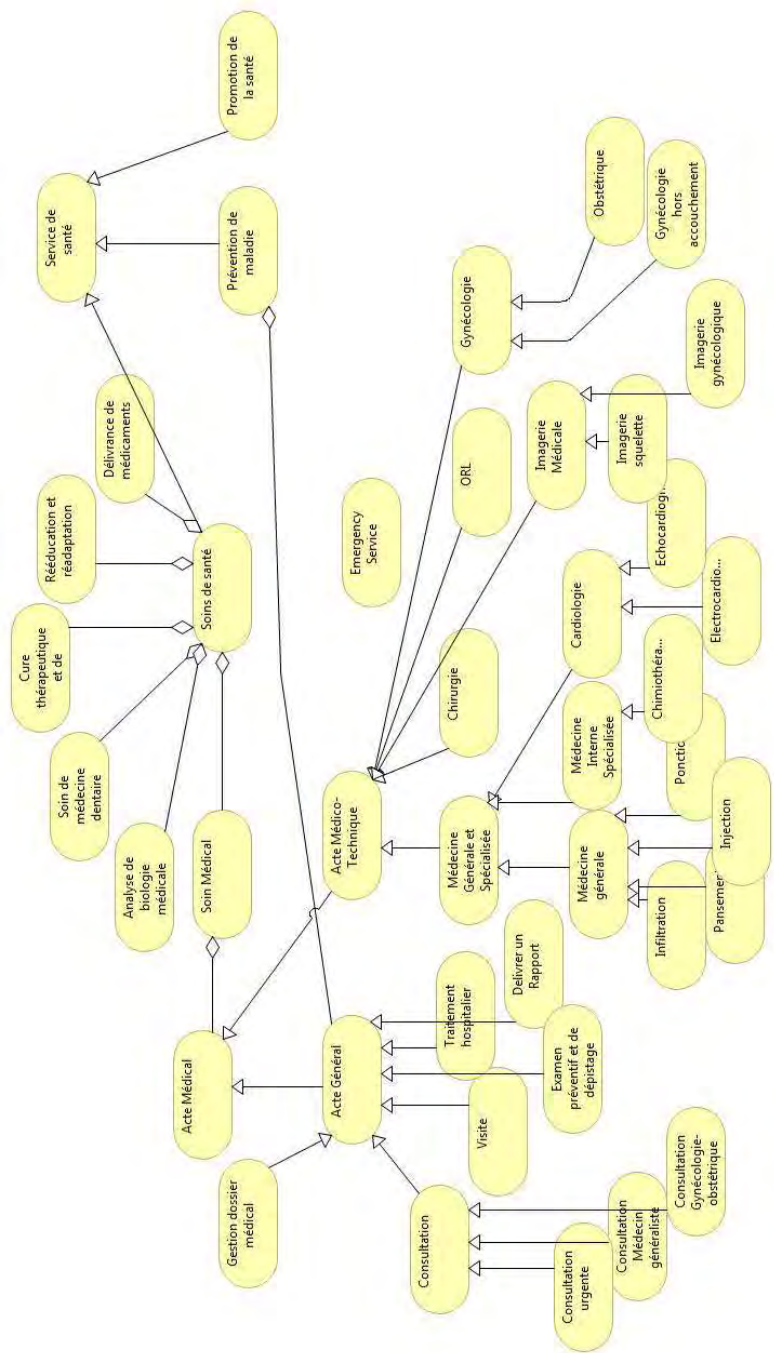 Service de
santé
Promotion de
la santé
Prévention de
maladie
Délivrance de
médicaments
Rééducation et
réadaptation
Cure
thérapeutique
et de
Soin de
médecine
dentaire
Analyse de
biologie
médicale
Soins de santé
Soin Médical
Acte Médical
Gestion dossier
médical
Acte Général
Acte Médico-
Technique
Emergency
Service
Consultation
Visite
Examen
préventif et de
dépistage
Traitement
hospitalier
Delivrer un
Rapport
Médecine
Générale et
Spécialisée
Chirurgie
ORL
Gynécologie
Imagerie
Médicale
Obstétrique
Gynécologie
hors
accouchement
Imagerie
gynécologique
Imagerie
squelette
Cardiologie
Echocardiogr
Electrocardio...
Médecine
Interne
Spécialisée
Chimiothéra...
Médecine
générale
Ponction
Injection
Pansement
Infiltration
Consultation
urgente
Consultation
Médecin
généraliste
Consultation
Gynécologie-
obstétrique